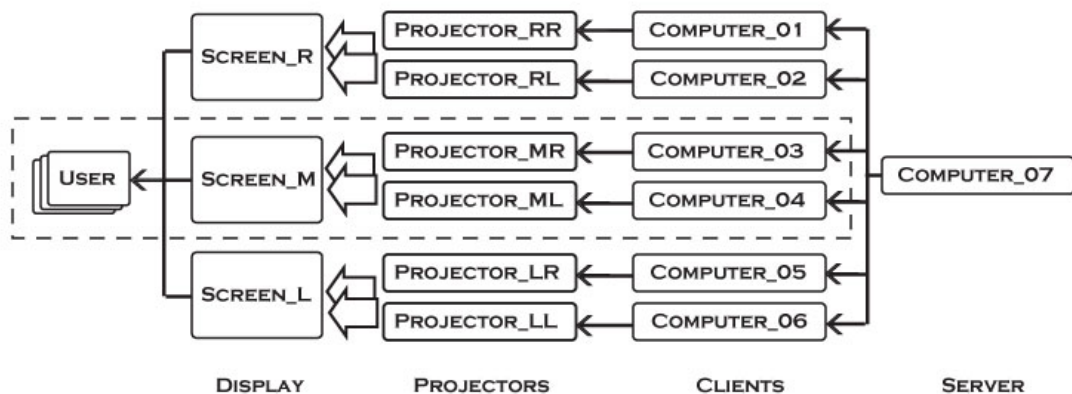 PROJECTOR_RR
COMPUTER_01
SCREEN_R
PROJECTOR_RL
COMPUTER_02
PROJECTOR_MR
COMPUTER_03
USER
SCREEN_M
COMPUTER_07
PROJECTOR_ML
COMPUTER_04
PROJECTOR_LR
COMPUTER_05
SCREEN_L
PROJECTOR_LL
COMPUTER_06
DISPLAY
PROJECTORS
CLIENTS
SERVER